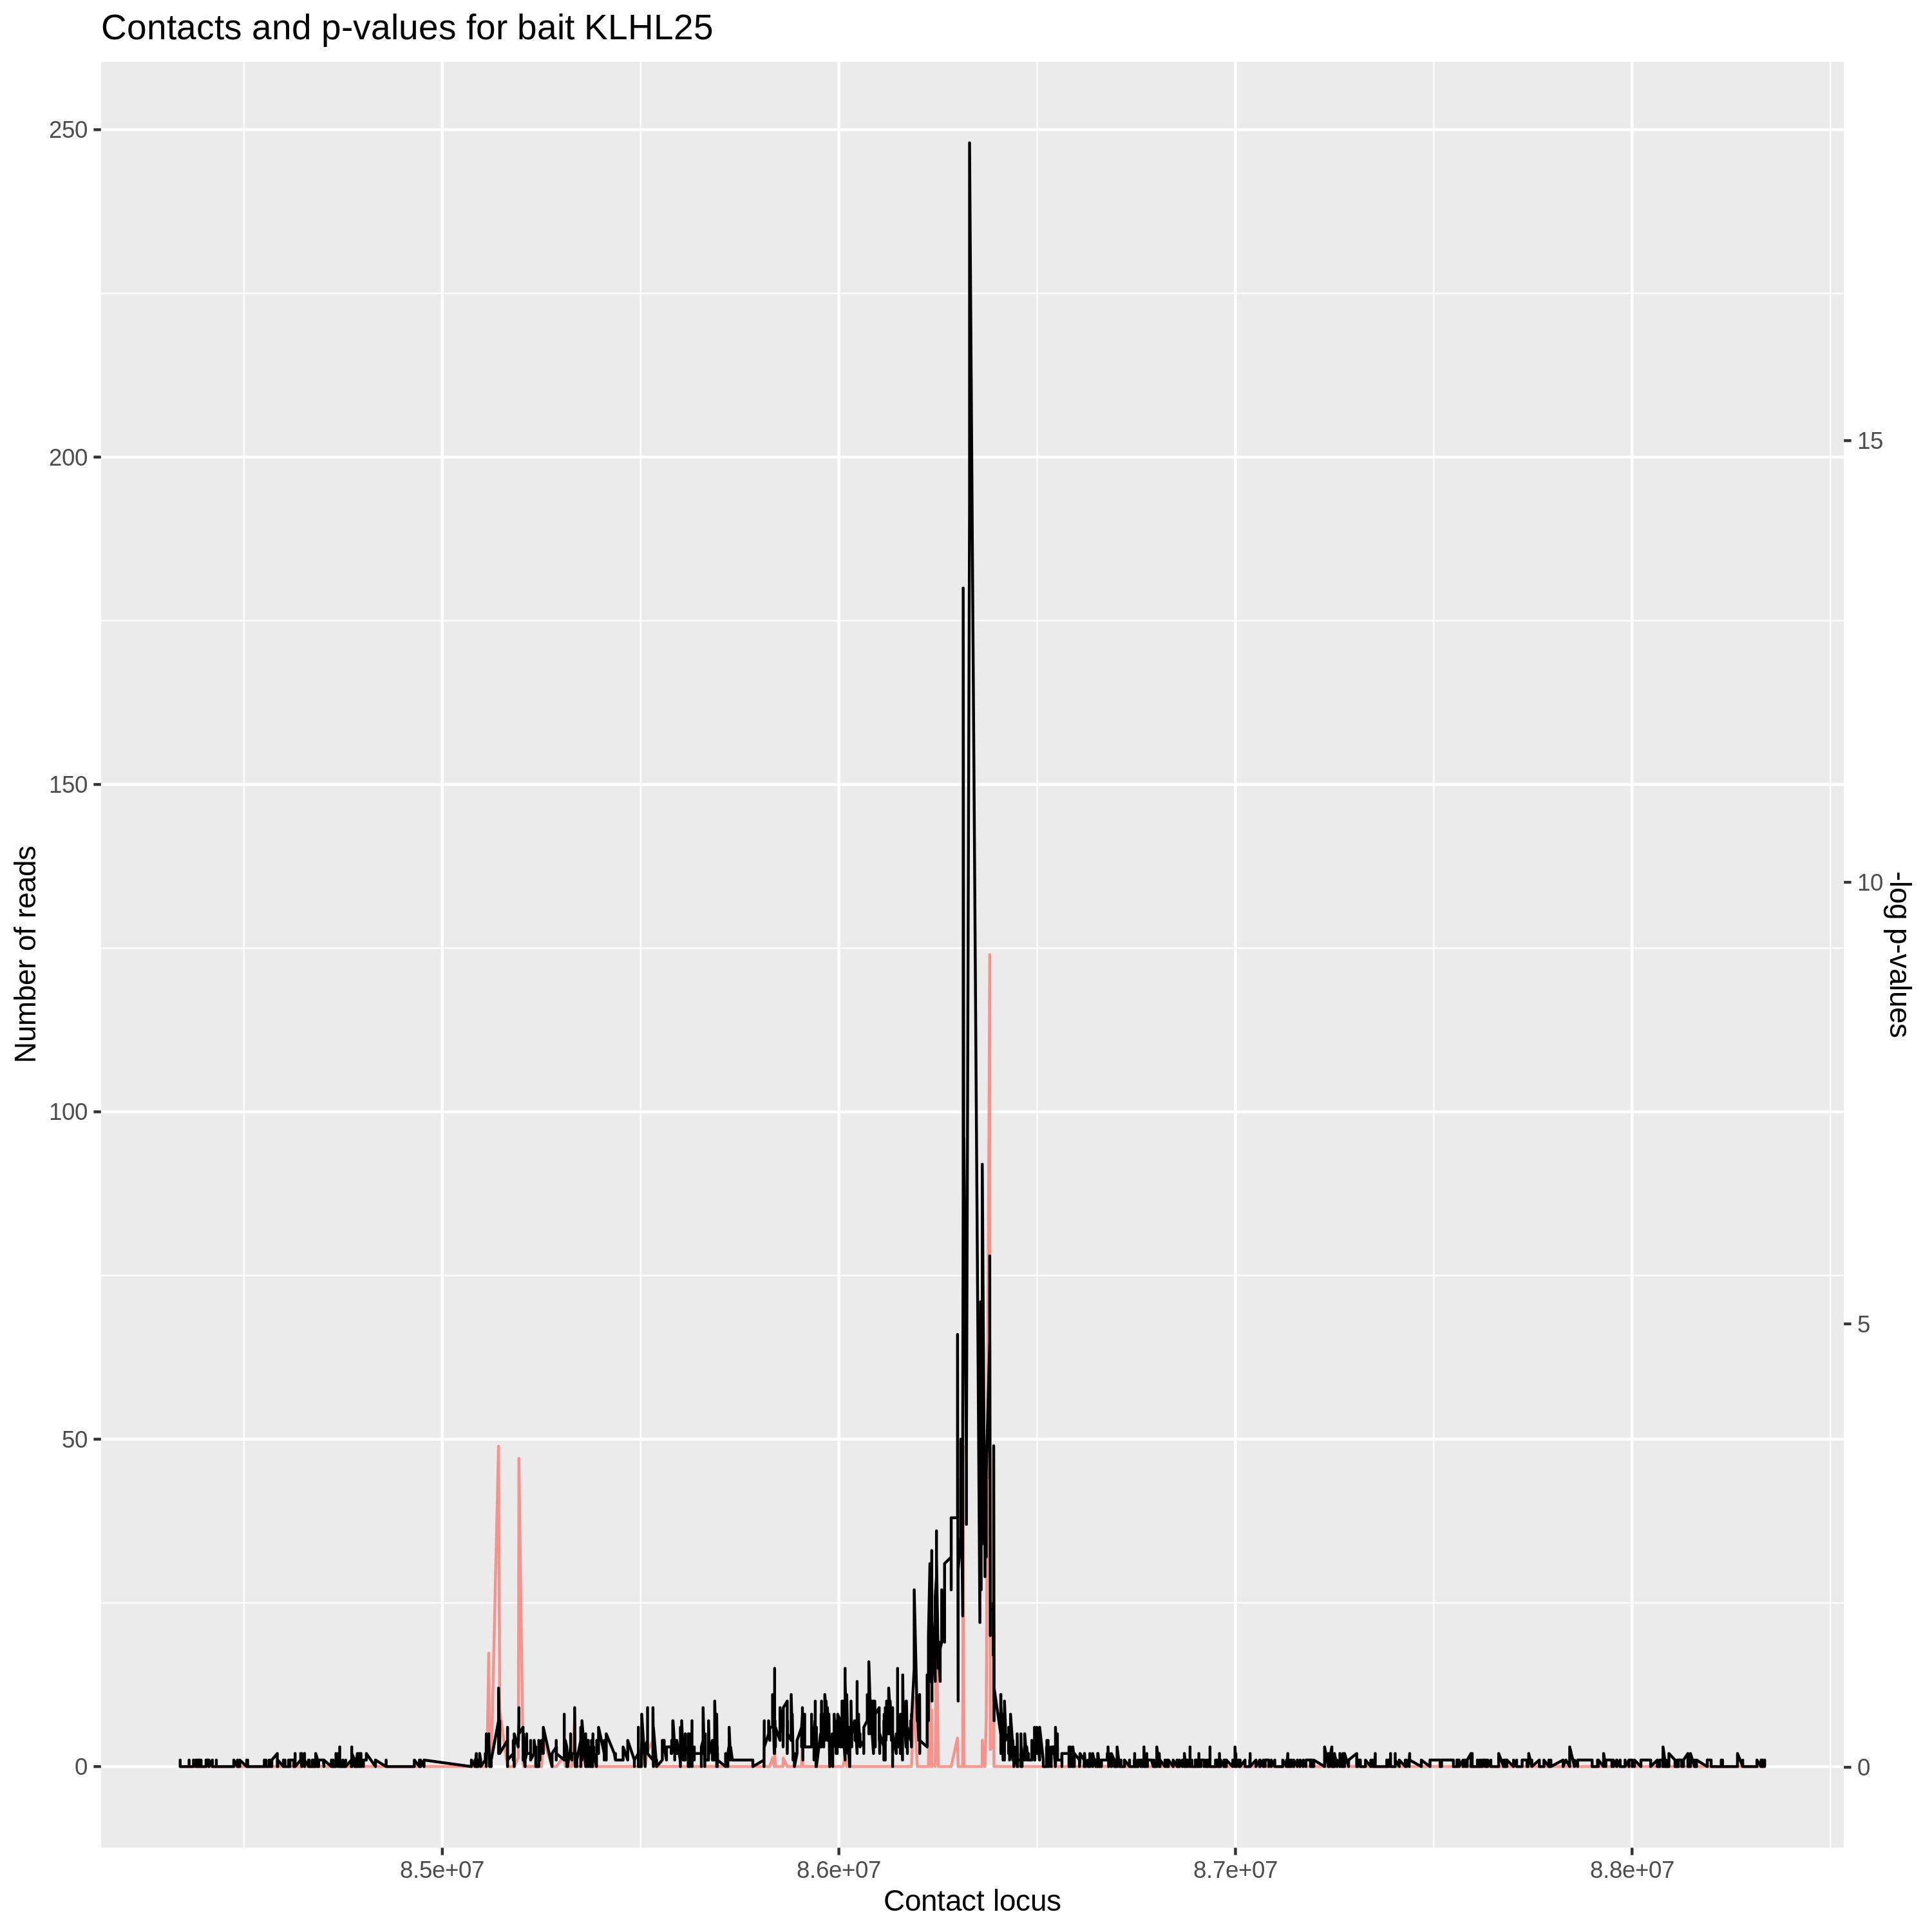 Contacts and p-values for bait KLHL25
250
200
150
100
50
0
Number of reads
15
10
5
0
-log p-values
8.5e+07 8.6e+07 8.7e+07 8.8e+07
Contact locus